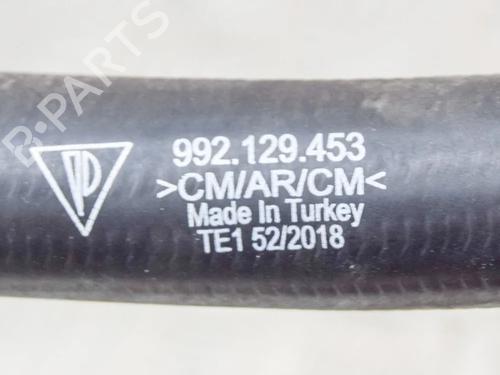 992.129.453
>CM/AR/CM<
Made In Turkey
TE1 52/2018
B-PARTS